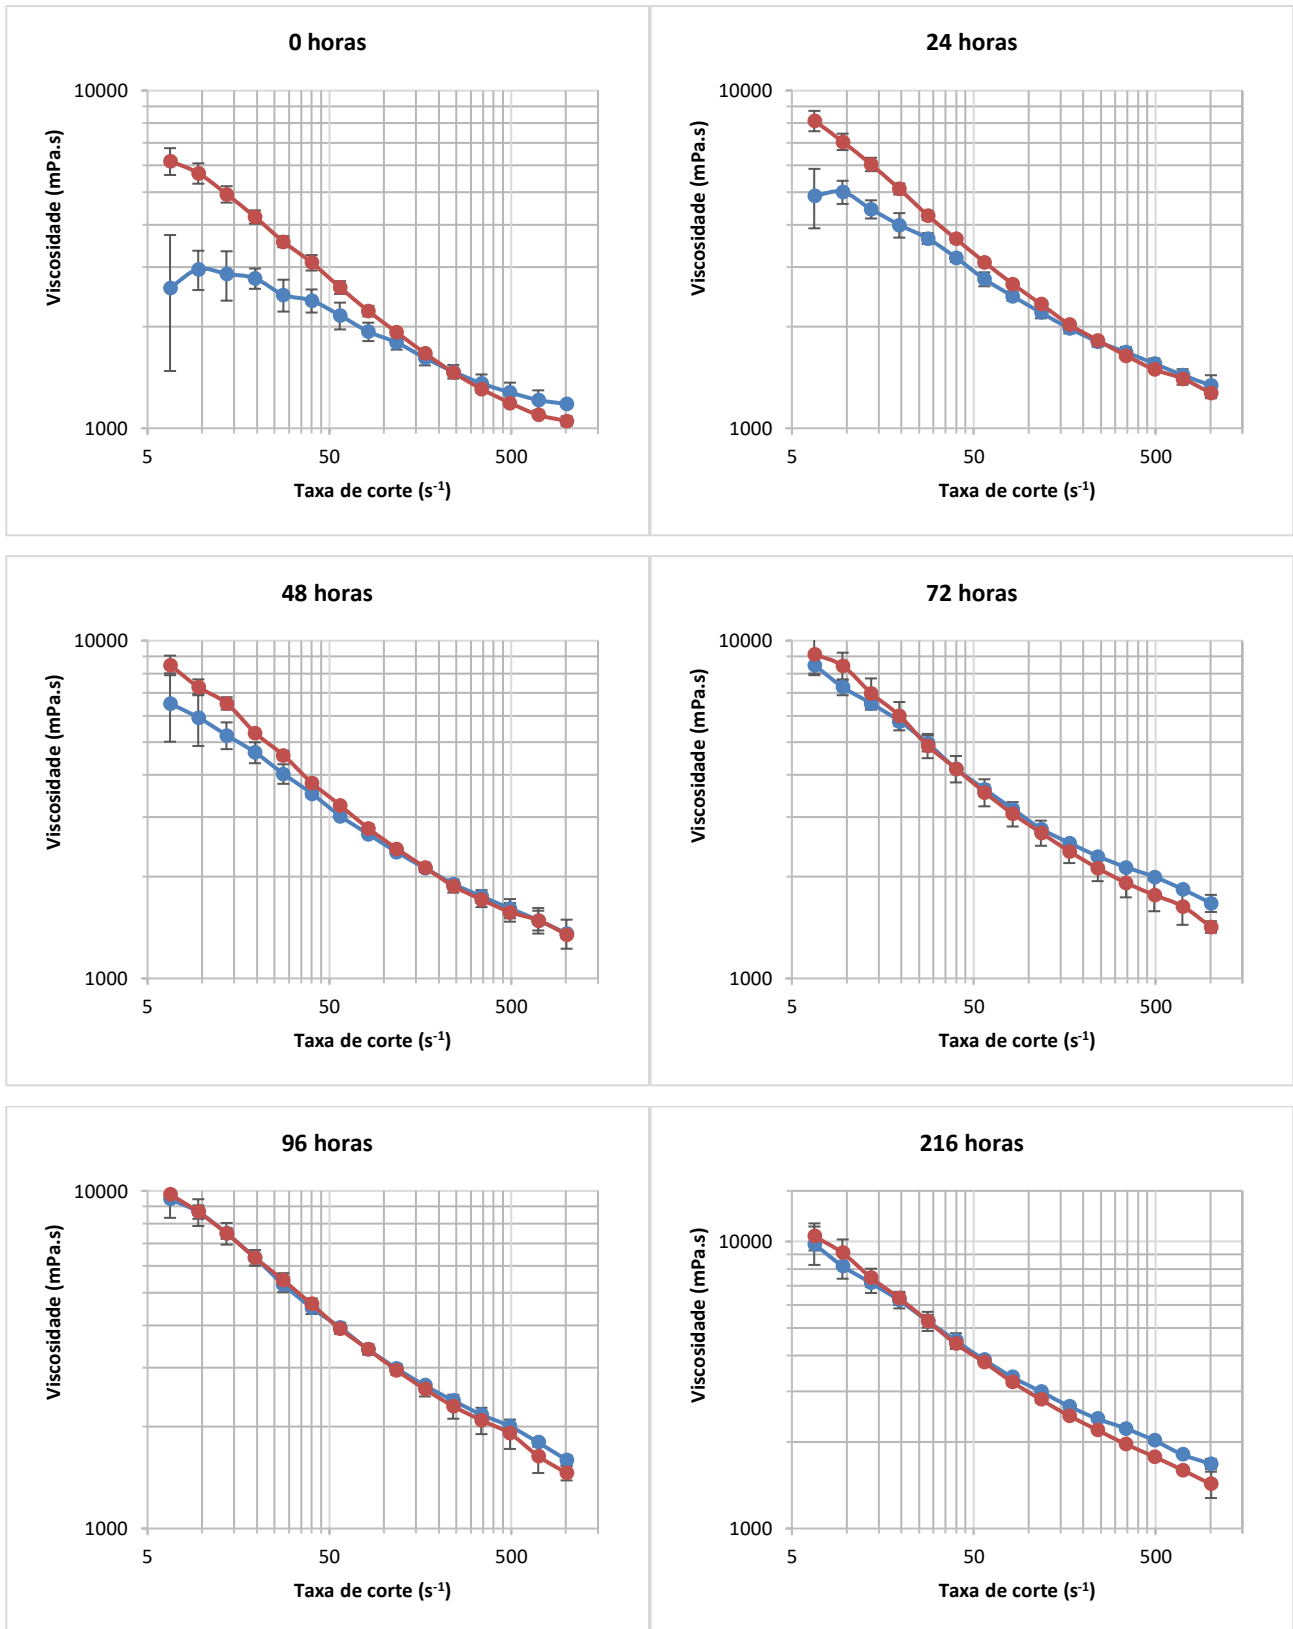 0 horas
10000
1000
5
50
500
Viscosidade (mPa.s)
Taxa de corte (s⁻¹)
24 horas
10000
1000
5
50
500
Viscosidade (mPa.s)
Taxa de corte (s⁻¹)
48 horas
10000
1000
5
50
500
Viscosidade (mPa.s)
Taxa de corte (s⁻¹)
72 horas
10000
1000
5
50
500
Viscosidade (mPa.s)
Taxa de corte (s⁻¹)
96 horas
10000
1000
5
50
500
Viscosidade (mPa.s)
Taxa de corte (s⁻¹)
216 horas
10000
1000
5
50
500
Viscosidade (mPa.s)
Taxa de corte (s⁻¹)